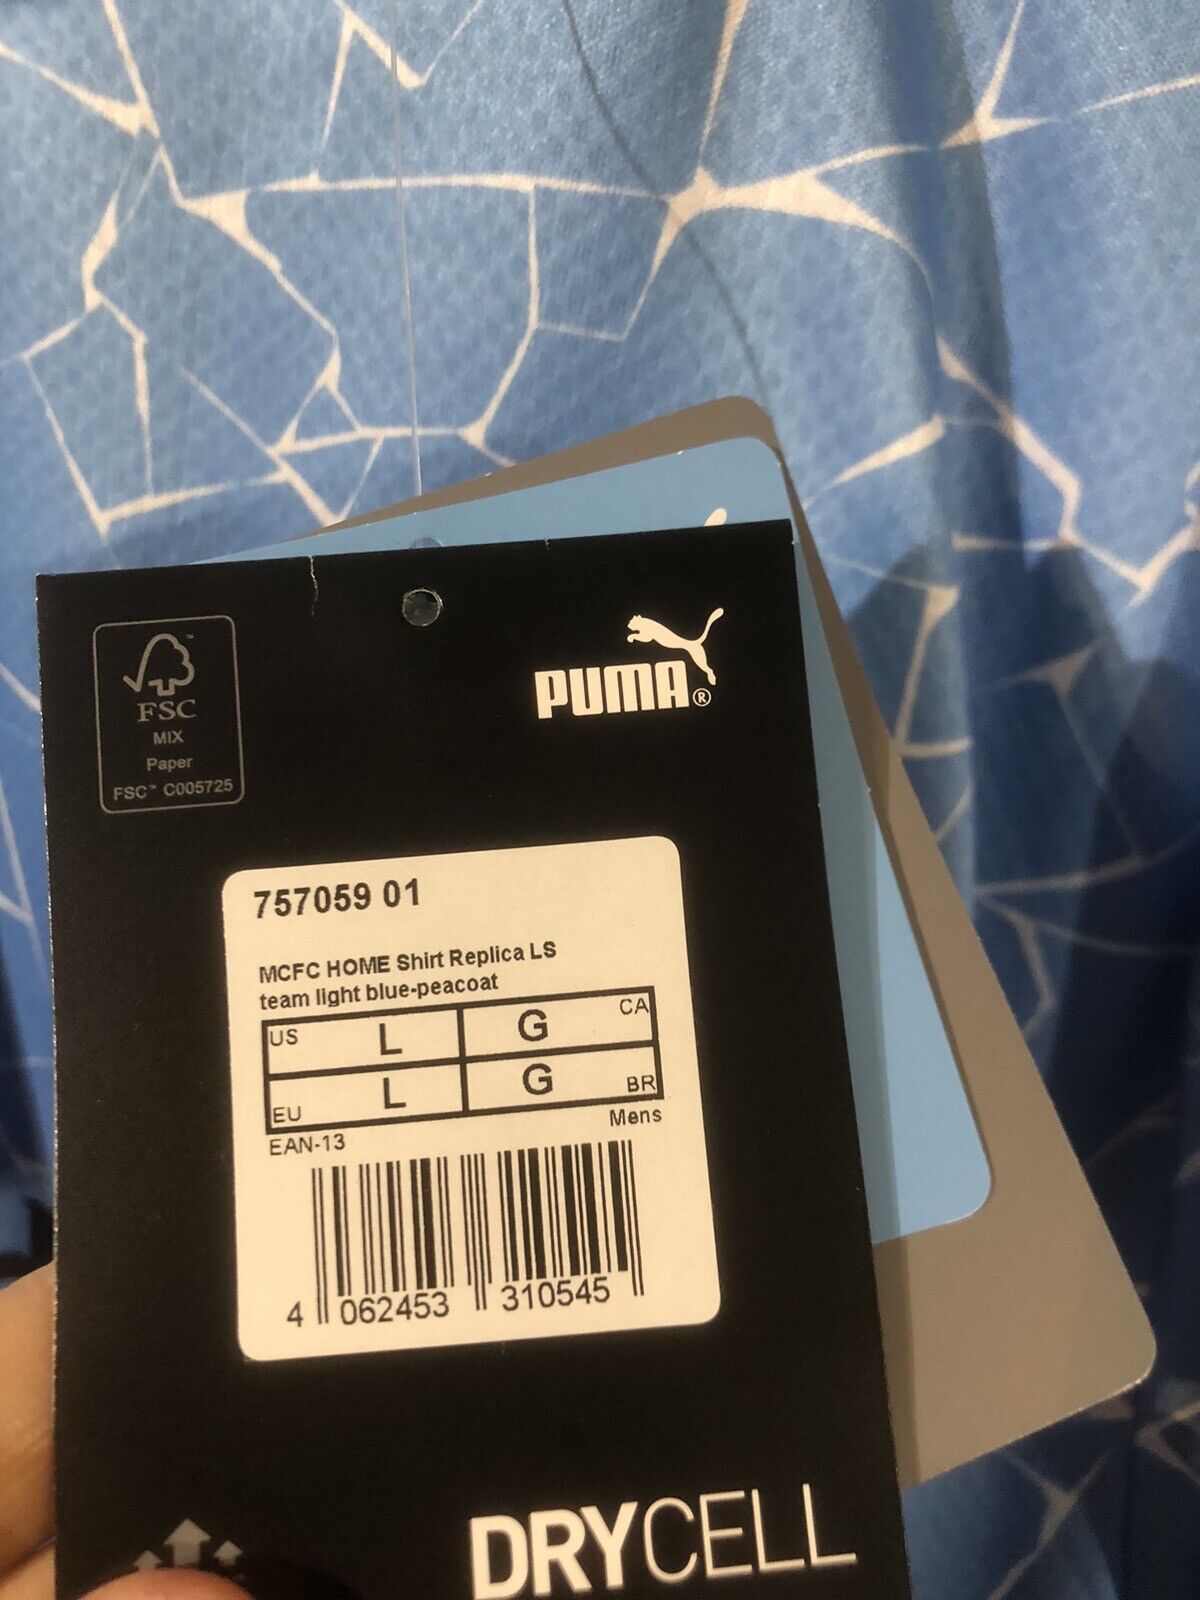 FSC
MIX
Paper
FSC™ C005725
PUMA®
757059 01
MCFC HOME Shirt Replica LS
team light blue-peacoat
US L G CA
EU L G BR
EAN-13 Mens
4 062453 310545
DRYCELL